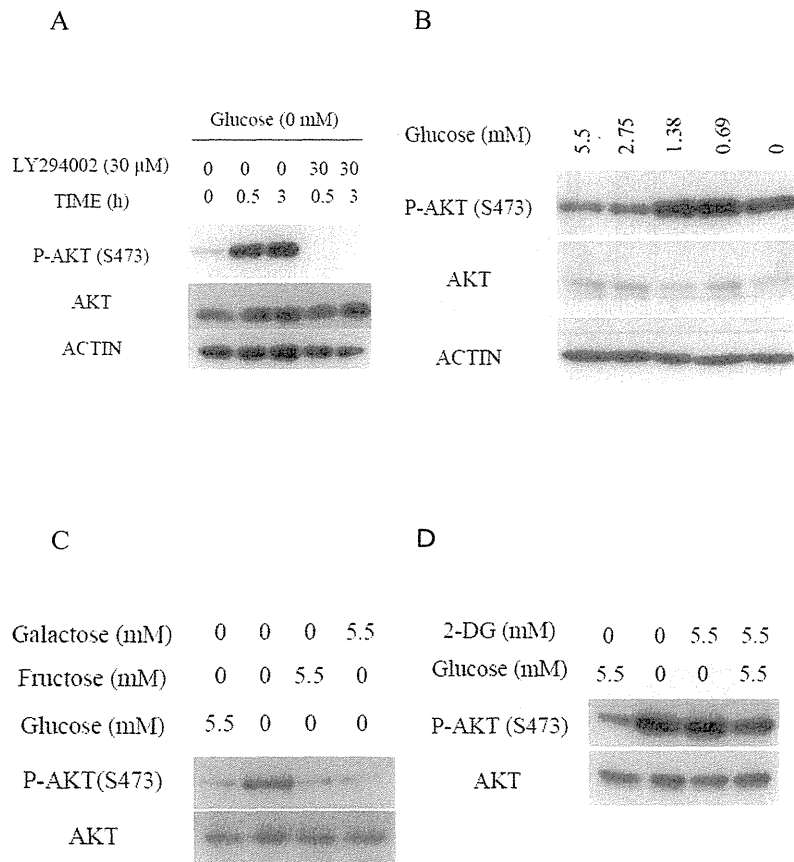 A
Glucose (0 mM)
LY294002 (30 μM) 0 0 0 30 30
TIME (h) 0 0.5 3 0.5 3
P-AKT (S473)
AKT
ACTIN
B
Glucose (mM) 5.5 2.75 1.38 0.69 0
P-AKT (S473)
AKT
ACTIN
C
Galactose (mM) 0 0 0 5.5
Fructose (mM) 0 0 5.5 0
Glucose (mM) 5.5 0 0 0
P-AKT(S473)
AKT
D
2-DG (mM) 0 0 5.5 5.5
Glucose (mM) 5.5 0 0 5.5
P-AKT (S473)
AKT